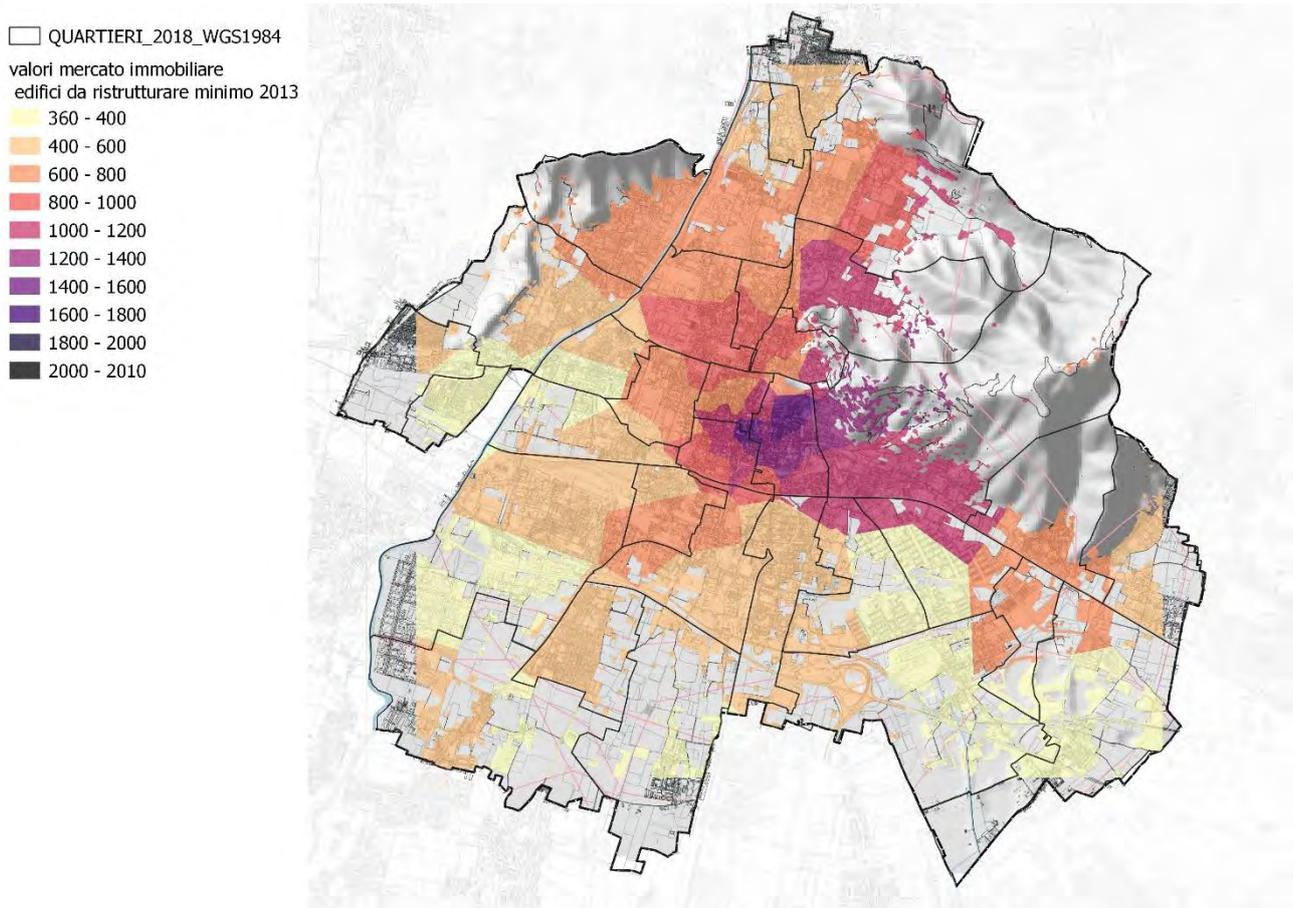 QUARTIERI_2018_WGS1984
valori mercato immobiliare
edifici da ristrutturare minimo 2013
360 - 400
400 - 600
600 - 800
800 - 1000
1000 - 1200
1200 - 1400
1400 - 1600
1600 - 1800
1800 - 2000
2000 - 2010